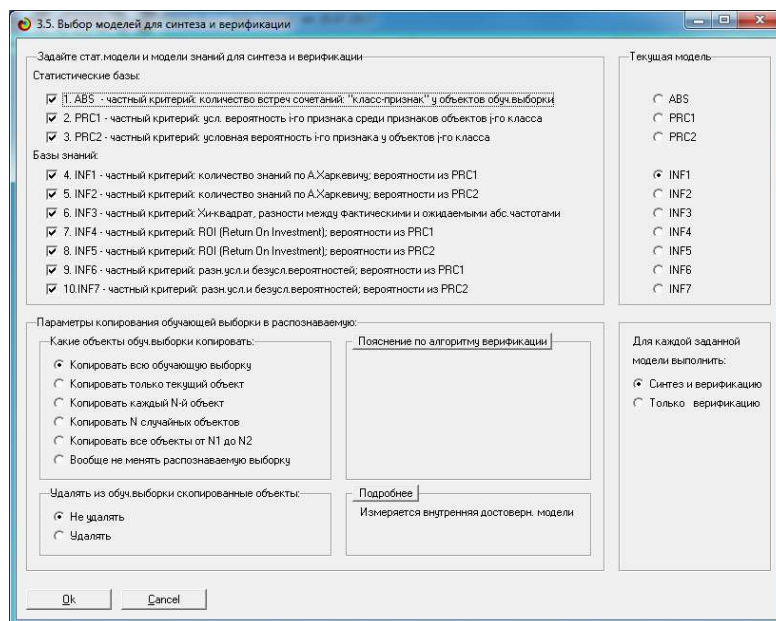 3.5. Выбор моделей для синтеза и верификации
Задайте стат.модели и модели знаний для синтеза и верификации
Статистические базы:
1. ABS - частный критерий: количество встреч сочетаний: "класс-признак" у объектов обуч.выборки
2. PRC1 - частный критерий: усл. вероятность i-го признака среди признаков объектов j-го класса
3. PRC2 - частный критерий: условная вероятность i-го признака у объектов j-го класса
Базы знаний:
4. INF1 - частный критерий: количество знаний по А.Харкевичу; вероятности из PRC1
5. INF2 - частный критерий: количество знаний по А.Харкевичу; вероятности из PRC2
6. INF3 - частный критерий: Хи-квадрат, разности между фактическими и ожидаемыми абс.частотами
7. INF4 - частный критерий: ROI (Return On Investment); вероятности из PRC1
8. INF5 - частный критерий: ROI (Return On Investment); вероятности из PRC2
9. INF6 - частный критерий: разн.усл.и безусл.вероятностей; вероятности из PRC1
10.INF7 - частный критерий: разн.усл.и безусл.вероятностей; вероятности из PRC2
Текущая модель
ABS
PRC1
PRC2
INF1
INF2
INF3
INF4
INF5
INF6
INF7
Параметры копирования обучающей выборки в распознаваемую:
Какие объекты обуч.выборки копировать:
Копировать всю обучающую выборку
Копировать только текущий объект
Копировать каждый N-й объект
Копировать N случайных объектов
Копировать все объекты от N1 до N2
Вообще не менять распознаваемую выборку
Пояснение по алгоритму верификации
Удалять из обуч.выборки скопированные объекты:
Не удалять
Удалять
Подробнее
Измеряется внутренняя достоверн. модели
Для каждой заданной
модели выполнить:
Синтез и верификацию
Только верификацию
Ok
Cancel